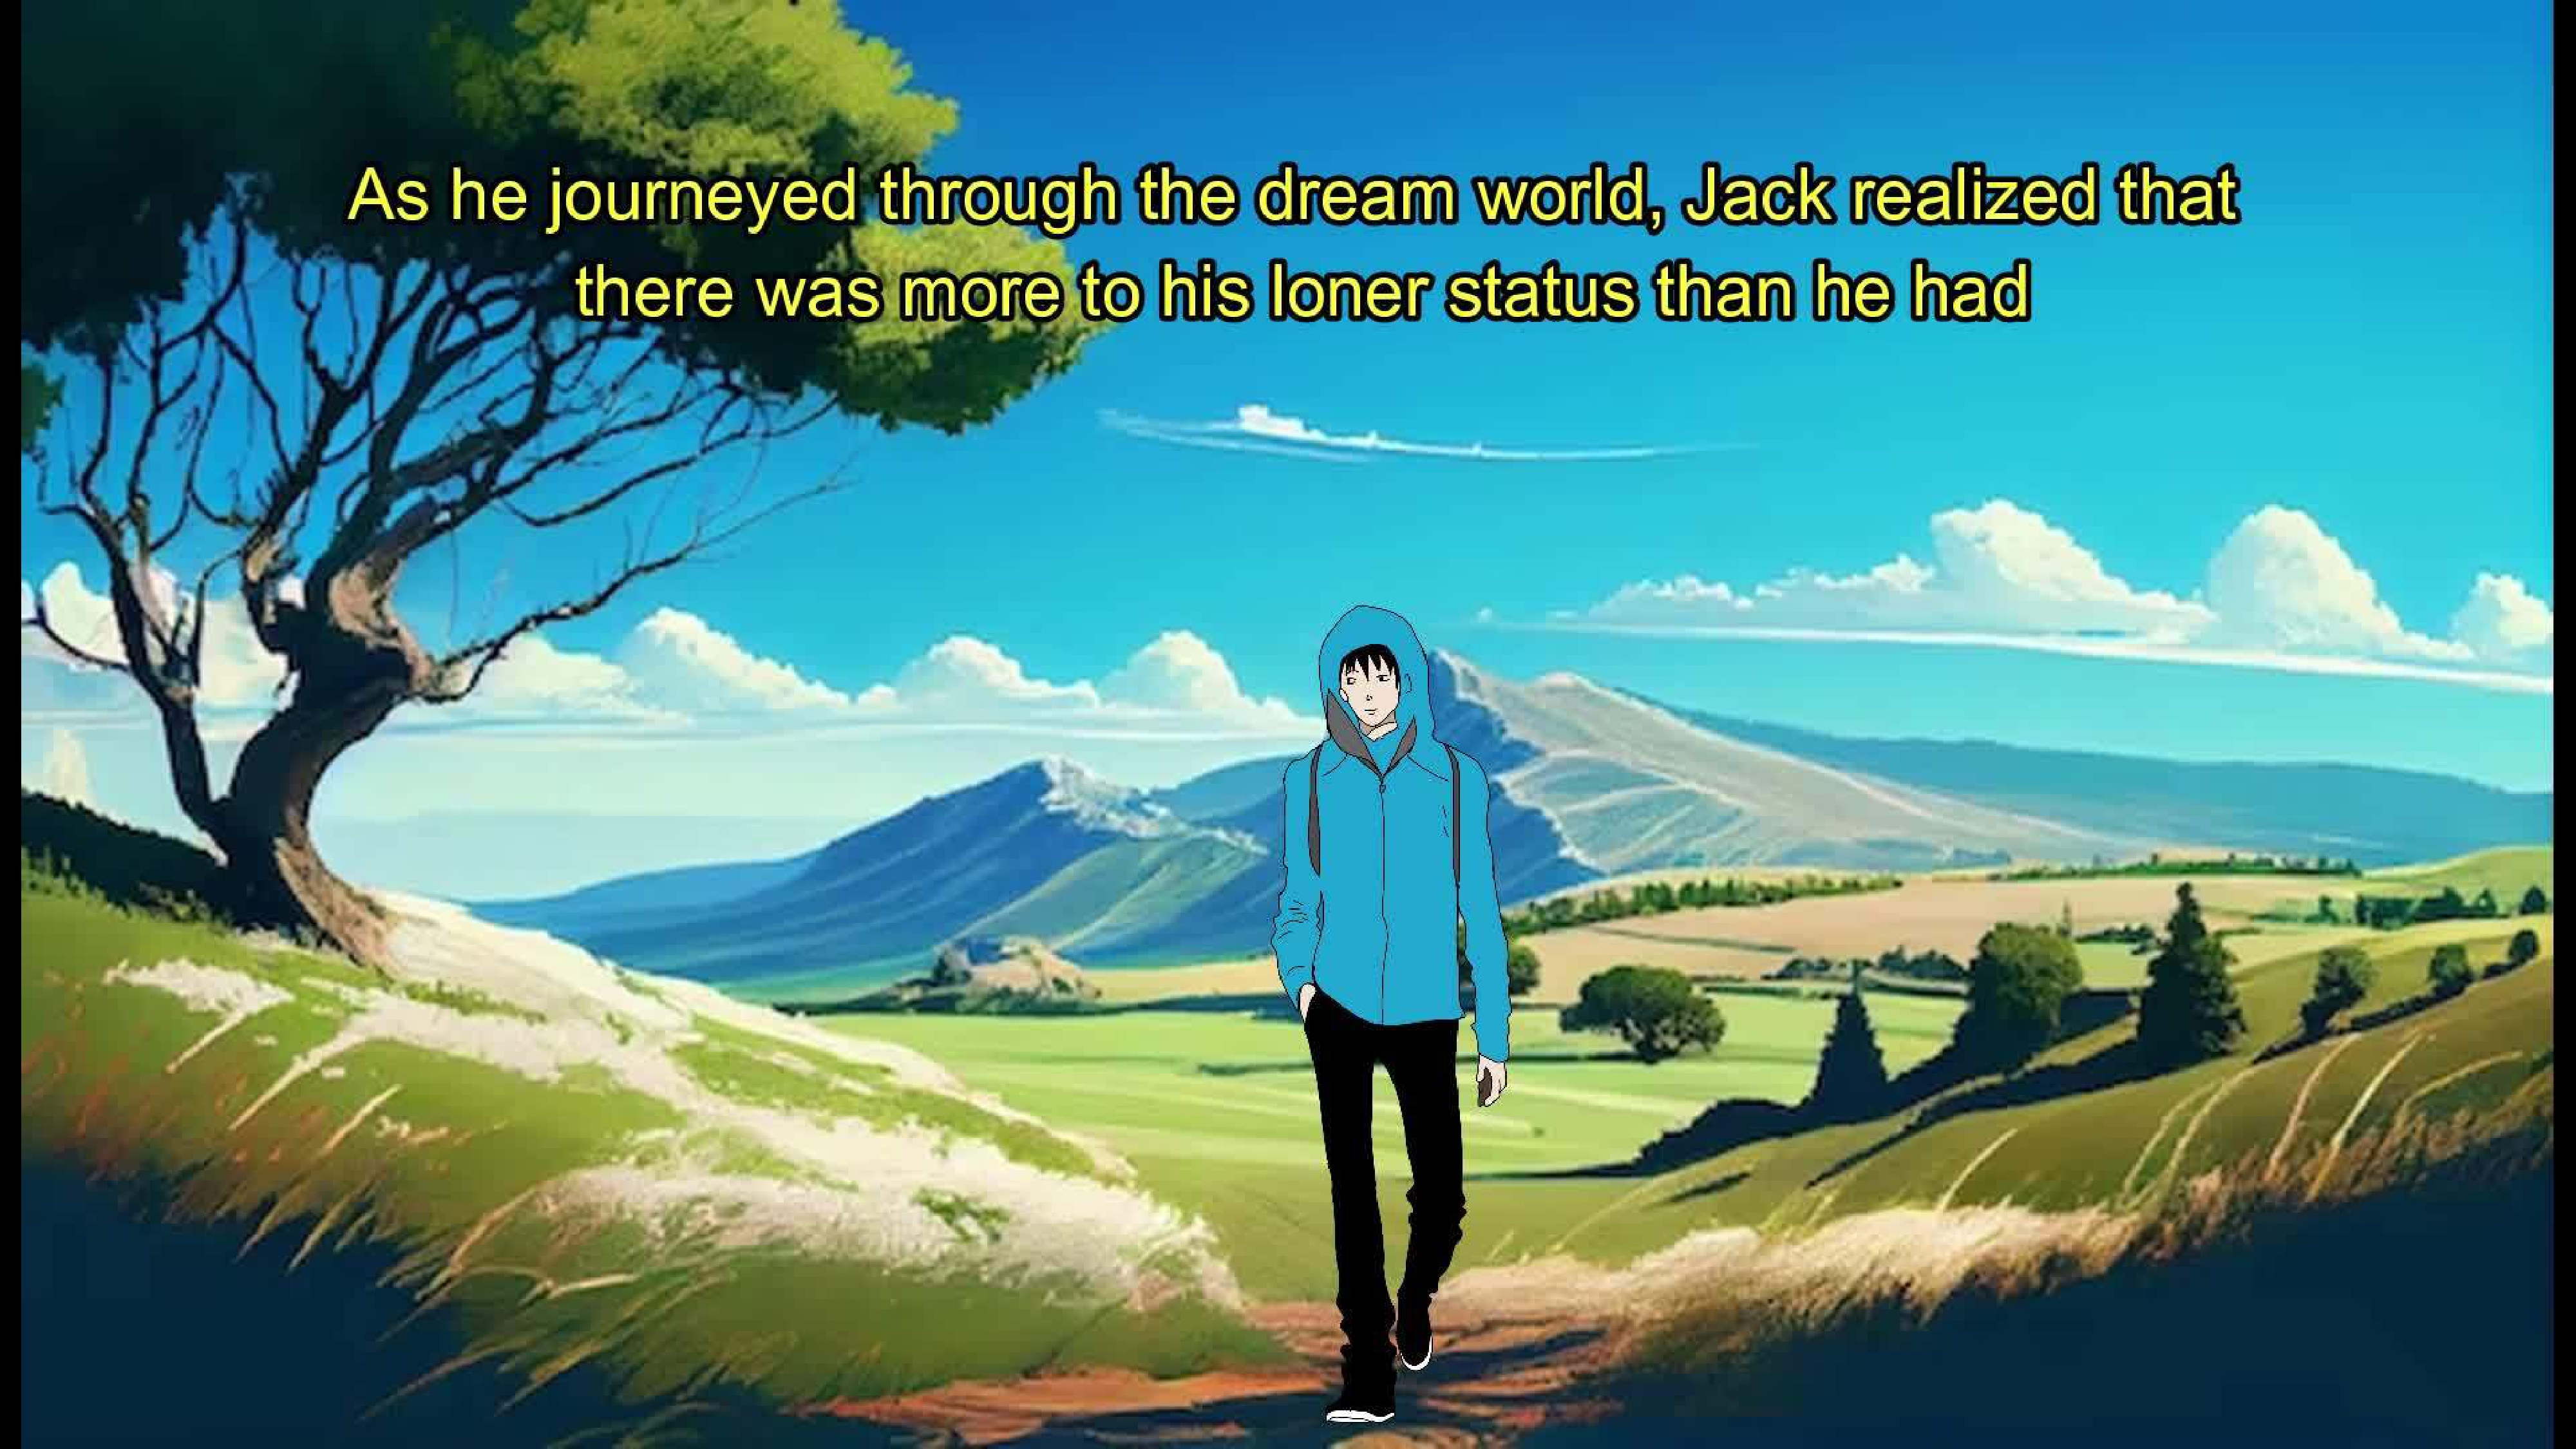 As he journeyed through the dream world, Jack realized that
there was more to his loner status than he had